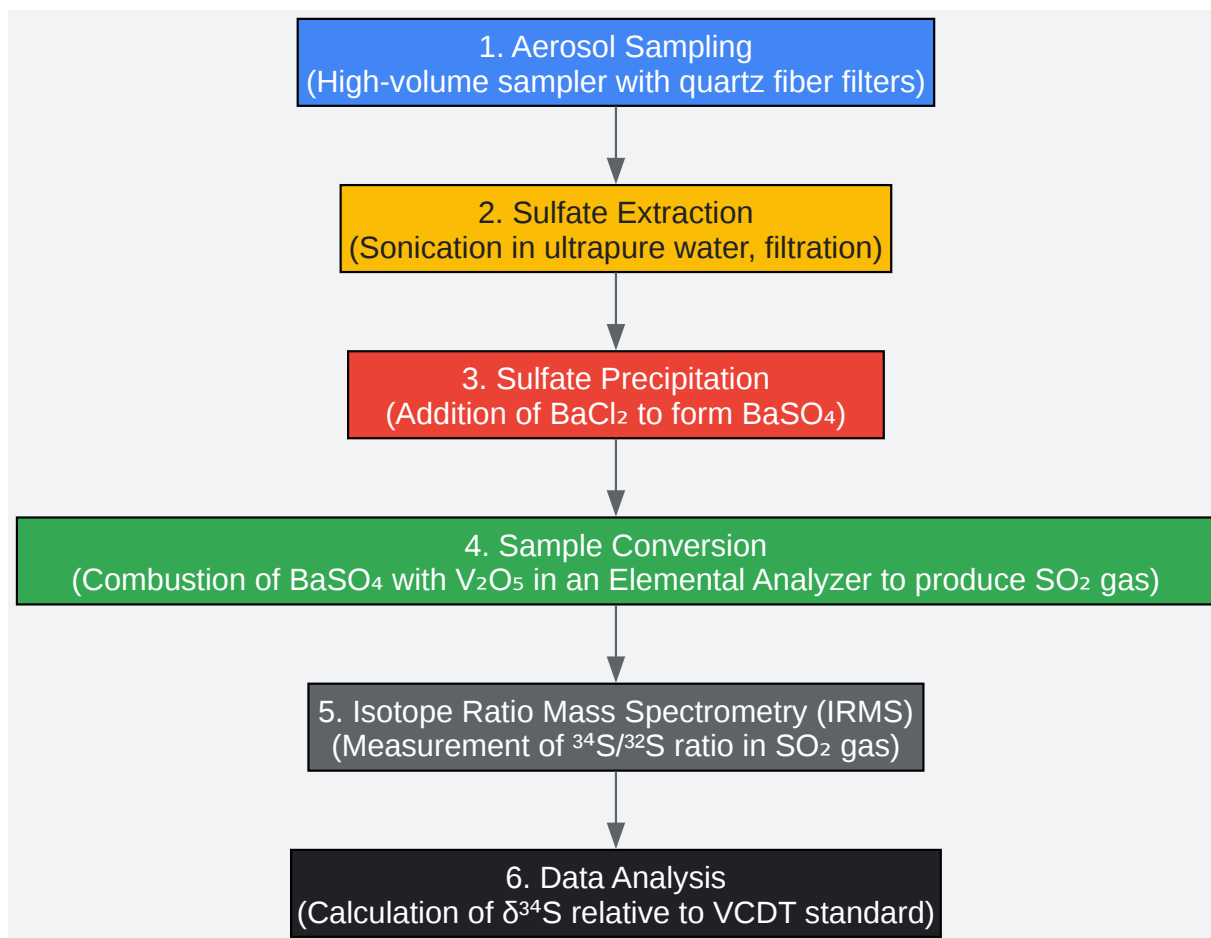 1. Aerosol Sampling
(High-volume sampler with quartz fiber filters)
2. Sulfate Extraction
(Sonication in ultrapure water, filtration)
3. Sulfate Precipitation
(Addition of BaCl₂ to form BaSO₄)
4. Sample Conversion
(Combustion of BaSO₄ with V₂O₅ in an Elemental Analyzer to produce SO₂ gas)
5. Isotope Ratio Mass Spectrometry (IRMS)
(Measurement of ³⁴S/³²S ratio in SO₂ gas)
6. Data Analysis
(Calculation of δ³⁴S relative to VCDT standard)